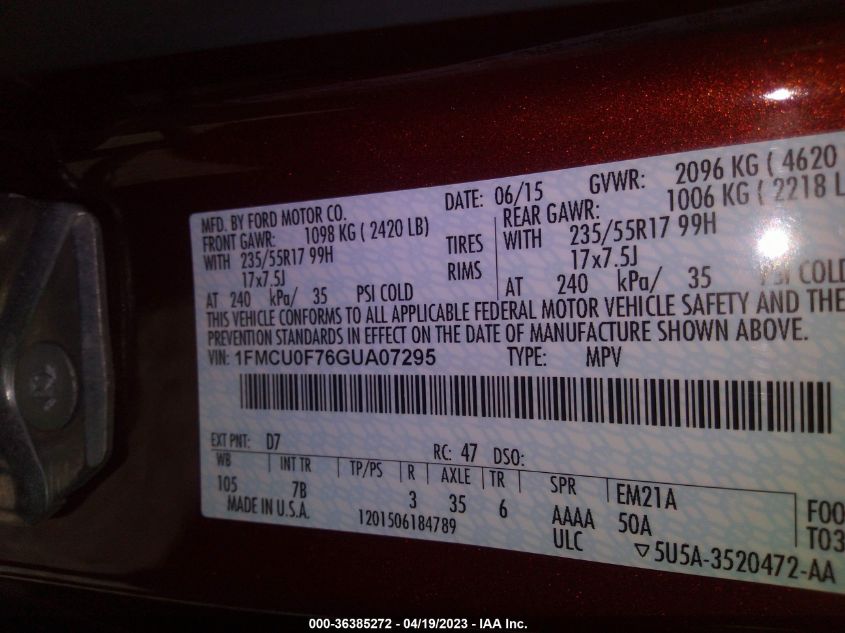 MFD. BY FORD MOTOR CO.
DATE: 06/15 GVWR: 2096 KG ( 4620
FRONT GAWR: 1098 KG ( 2420 LB)
REAR GAWR: 1006 KG ( 2218 L
WITH 235/55R17 99H TIRES WITH 235/55R17 99H
17x7.5J RIMS 17x7.5J
AT 240 kPa/ 35 PSI COLD AT 240 kPa/ 35 PSI COLD
THIS VEHICLE CONFORMS TO ALL APPLICABLE FEDERAL MOTOR VEHICLE SAFETY AND THE
PREVENTION STANDARDS IN EFFECT ON THE DATE OF MANUFACTURE SHOWN ABOVE.
VIN: 1FMCU0F76GUA07295 TYPE: MPV
EXT PNT: D7 RC: 47 DSO:
WB INT TR TP/PS R AXLE TR SPR EM21A F00
105 7B 3 35 6 AAAA 50A T03
MADE IN U.S.A. 1201506184789 ULC ▽5U5A-3520472-AA
000-36385272 - 04/19/2023 - IAA Inc.